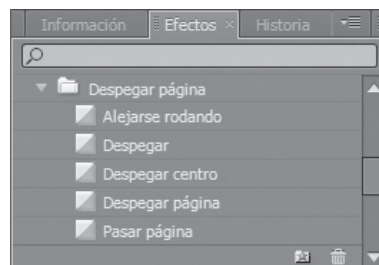 Información Efectos × Historia
Despegar página
Alejarse rodando
Despegar
Despegar centro
Despegar página
Pasar página